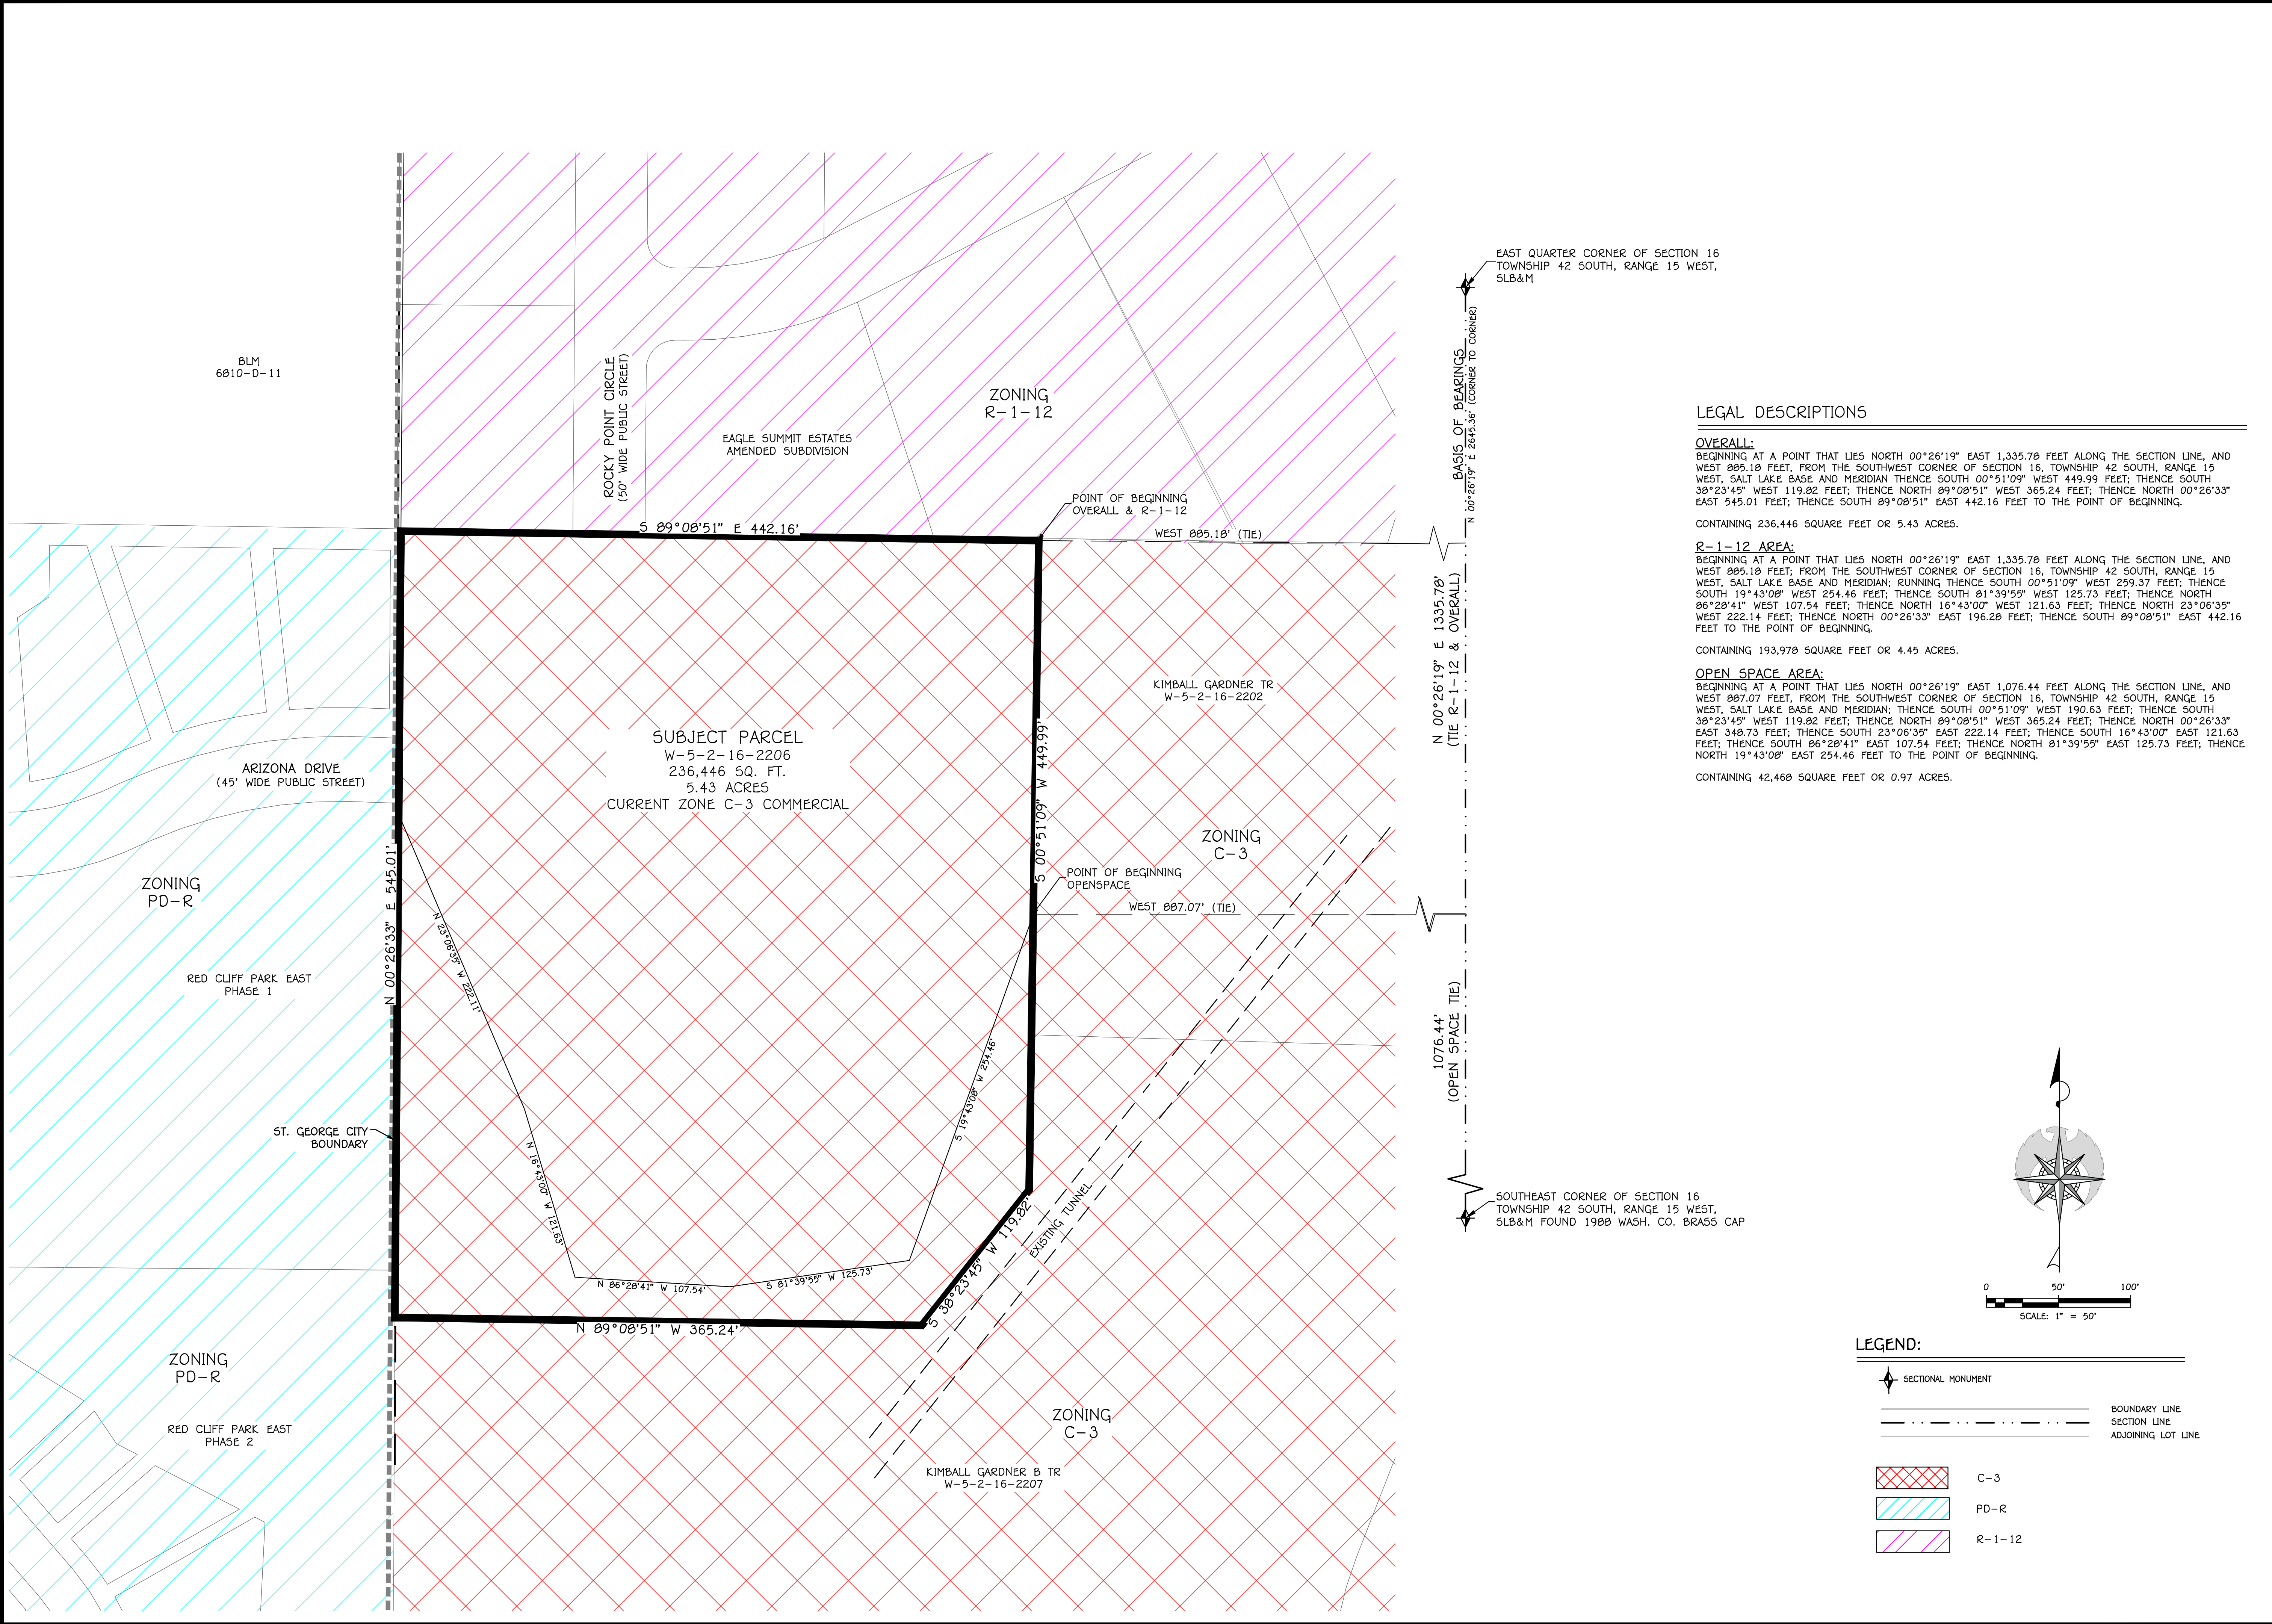 BLM
6810-D-11
ROCKY POINT CIRCLE
(50' WIDE PUBLIC STREET)
ZONING
R-1-12
EAGLE SUMMIT ESTATES
AMENDED SUBDIVISION
POINT OF BEGINNING
OVERALL & R-1-12
S 89°08'51" E 442.16'
WEST 885.18' (TIE)
EAST QUARTER CORNER OF SECTION 16
TOWNSHIP 42 SOUTH, RANGE 15 WEST,
SLB&M
BASIS OF BEARINGS
N 00°26'19" E 2645.36' (CORNER TO CORNER)
N 00°26'19" E 1335.78'
(TIE R-1-12 & OVERALL)
KIMBALL GARDNER TR
W-5-2-16-2202
SUBJECT PARCEL
W-5-2-16-2206
236,446 SQ. FT.
5.43 ACRES
CURRENT ZONE C-3 COMMERCIAL
S 00°51'09" W 449.99'
ARIZONA DRIVE
(45' WIDE PUBLIC STREET)
ZONING
C-3
ZONING
PD-R
N 00°26'33" E 545.01'
POINT OF BEGINNING
OPENSPACE
WEST 887.07' (TIE)
N 23°06'35" W 222.11'
RED CLIFF PARK EAST
PHASE 1
1076.44'
(OPEN SPACE TIE)
S 19°43'08" W 254.46'
ST. GEORGE CITY
BOUNDARY
N 16°43'00" W 121.63'
EXISTING TUNNEL
SOUTHEAST CORNER OF SECTION 16
TOWNSHIP 42 SOUTH, RANGE 15 WEST,
SLB&M FOUND 1988 WASH. CO. BRASS CAP
N 86°28'41" W 107.54'
S 81°39'55" W 125.73'
S 38°23'45" W 119.82'
N 89°08'51" W 365.24'
ZONING
PD-R
RED CLIFF PARK EAST
PHASE 2
ZONING
C-3
KIMBALL GARDNER B TR
W-5-2-16-2207
LEGAL DESCRIPTIONS
OVERALL:
BEGINNING AT A POINT THAT LIES NORTH 00°26'19" EAST 1,335.78 FEET ALONG THE SECTION LINE, AND
WEST 885.18 FEET, FROM THE SOUTHWEST CORNER OF SECTION 16, TOWNSHIP 42 SOUTH, RANGE 15
WEST, SALT LAKE BASE AND MERIDIAN THENCE SOUTH 00°51'09" WEST 449.99 FEET; THENCE SOUTH
38°23'45" WEST 119.82 FEET; THENCE NORTH 89°08'51" WEST 365.24 FEET; THENCE NORTH 00°26'33"
EAST 545.01 FEET; THENCE SOUTH 89°08'51" EAST 442.16 FEET TO THE POINT OF BEGINNING.
CONTAINING 236,446 SQUARE FEET OR 5.43 ACRES.
R-1-12 AREA:
BEGINNING AT A POINT THAT LIES NORTH 00°26'19" EAST 1,335.78 FEET ALONG THE SECTION LINE, AND
WEST 885.18 FEET; FROM THE SOUTHWEST CORNER OF SECTION 16, TOWNSHIP 42 SOUTH, RANGE 15
WEST, SALT LAKE BASE AND MERIDIAN; RUNNING THENCE SOUTH 00°51'09" WEST 259.37 FEET; THENCE
SOUTH 19°43'08" WEST 254.46 FEET; THENCE SOUTH 81°39'55" WEST 125.73 FEET; THENCE NORTH
86°28'41" WEST 107.54 FEET; THENCE NORTH 16°43'00" WEST 121.63 FEET; THENCE NORTH 23°06'35"
WEST 222.14 FEET; THENCE NORTH 00°26'33" EAST 196.28 FEET; THENCE SOUTH 89°08'51" EAST 442.16
FEET TO THE POINT OF BEGINNING.
CONTAINING 193,978 SQUARE FEET OR 4.45 ACRES.
OPEN SPACE AREA:
BEGINNING AT A POINT THAT LIES NORTH 00°26'19" EAST 1,076.44 FEET ALONG THE SECTION LINE, AND
WEST 887.07 FEET, FROM THE SOUTHWEST CORNER OF SECTION 16, TOWNSHIP 42 SOUTH, RANGE 15
WEST, SALT LAKE BASE AND MERIDIAN; THENCE SOUTH 00°51'09" WEST 190.63 FEET; THENCE SOUTH
38°23'45" WEST 119.82 FEET; THENCE NORTH 89°08'51" WEST 365.24 FEET; THENCE NORTH 00°26'33"
EAST 348.73 FEET; THENCE SOUTH 23°06'35" EAST 222.14 FEET; THENCE SOUTH 16°43'00" EAST 121.63
FEET; THENCE SOUTH 86°28'41" EAST 107.54 FEET; THENCE NORTH 81°39'55" EAST 125.73 FEET; THENCE
NORTH 19°43'08" EAST 254.46 FEET TO THE POINT OF BEGINNING.
CONTAINING 42,468 SQUARE FEET OR 0.97 ACRES.
0 50' 100'
SCALE: 1" = 50'
LEGEND:
SECTIONAL MONUMENT
BOUNDARY LINE
SECTION LINE
ADJOINING LOT LINE
C-3
PD-R
R-1-12